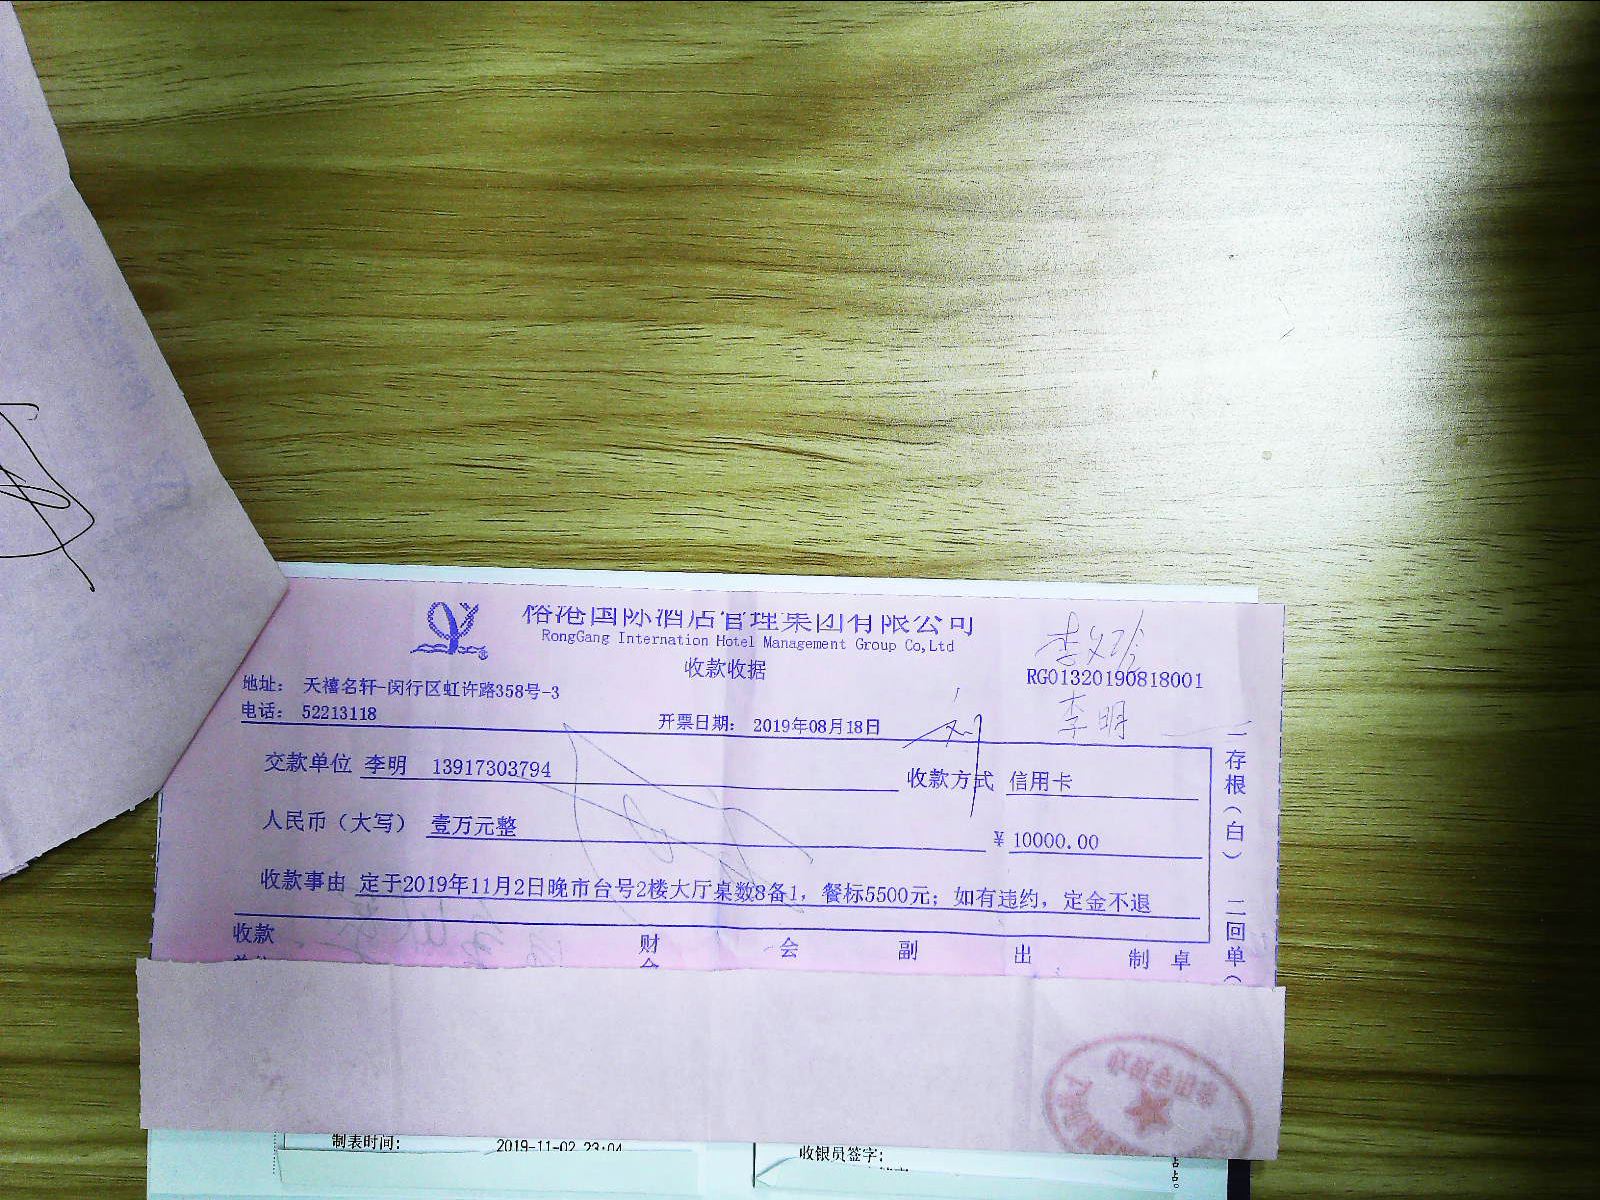 榕港国际酒店管理集团有限公司
RongGang Internation Hotel Management Group Co,Ltd
收款收据
地址： 天禧名轩-闵行区虹许路358号-3
RG01320190818001
电话： 52213118
开票日期： 2019年08月18日
李明
交款单位 李明 13917303794
收款方式 信用卡
人民币（大写） 壹万元整
￥ 10000.00
收款事由 定于2019年11月2日晚市台号2楼大厅桌数8备1，餐标5500元；如有违约，定金不退
收款 财 会 副 出 制 卓
一存根（白） 二回单（
制表时间： 2019-11-02 23:04
收银员签字：